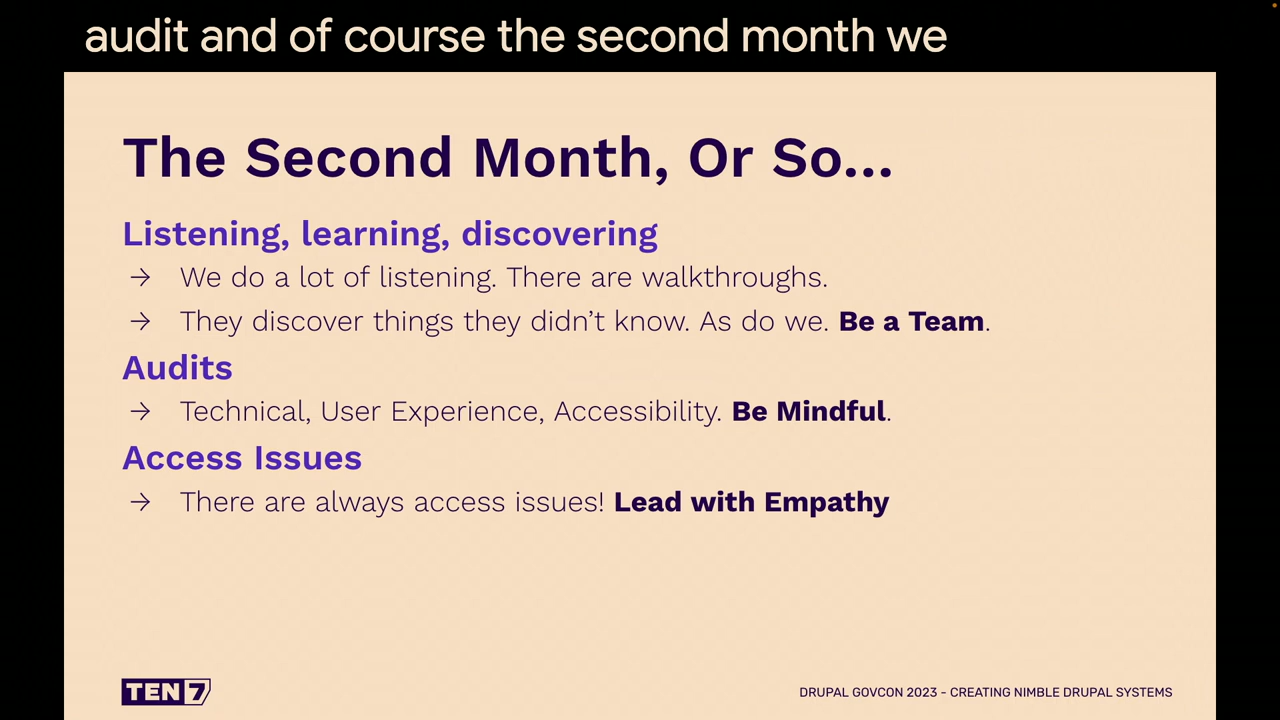 audit and of course the second month we
The Second Month, Or So...
Listening, learning, discovering
→ We do a lot of listening. There are walkthroughs.
→ They discover things they didn’t know. As do we. Be a Team.
Audits
→ Technical, User Experience, Accessibility. Be Mindful.
Access Issues
→ There are always access issues! Lead with Empathy
TEN7
DRUPAL GOVCON 2023 - CREATING NIMBLE DRUPAL SYSTEMS